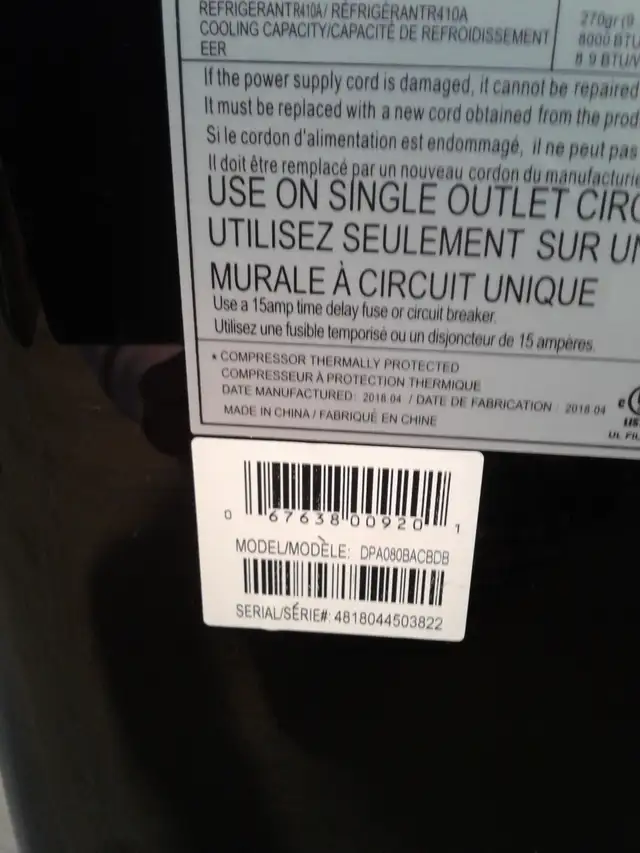 REFRIGERANTR410A/ RÉFRIGÉRANTR410A
270gr
COOLING CAPACITY/CAPACITÉ DE REFROIDISSEMENT
8000 BTU
EER
8.9 BTU/
If the power supply cord is damaged, it cannot be repaired
It must be replaced with a new cord obtained from the prod
Si le cordon d'alimentation est endommagé, il ne peut pas
Il doit être remplacé par un nouveau cordon du manufacturie
USE ON SINGLE OUTLET CIRC
UTILISEZ SEULEMENT SUR UN
MURALE À CIRCUIT UNIQUE
Use a 15amp time delay fuse or circuit breaker.
Utilisez une fusible temporisé ou un disjoncteur de 15 ampères.
* COMPRESSOR THERMALLY PROTECTED
COMPRESSEUR À PROTECTION THERMIQUE
DATE MANUFACTURED: 2018.04 / DATE DE FABRICATION : 2018.04
MADE IN CHINA / FABRIQUÉ EN CHINE
0 67638 00920 1
MODEL/MODÈLE: DPA080BACBDB
SERIAL/SÉRIE#: 4818044503822